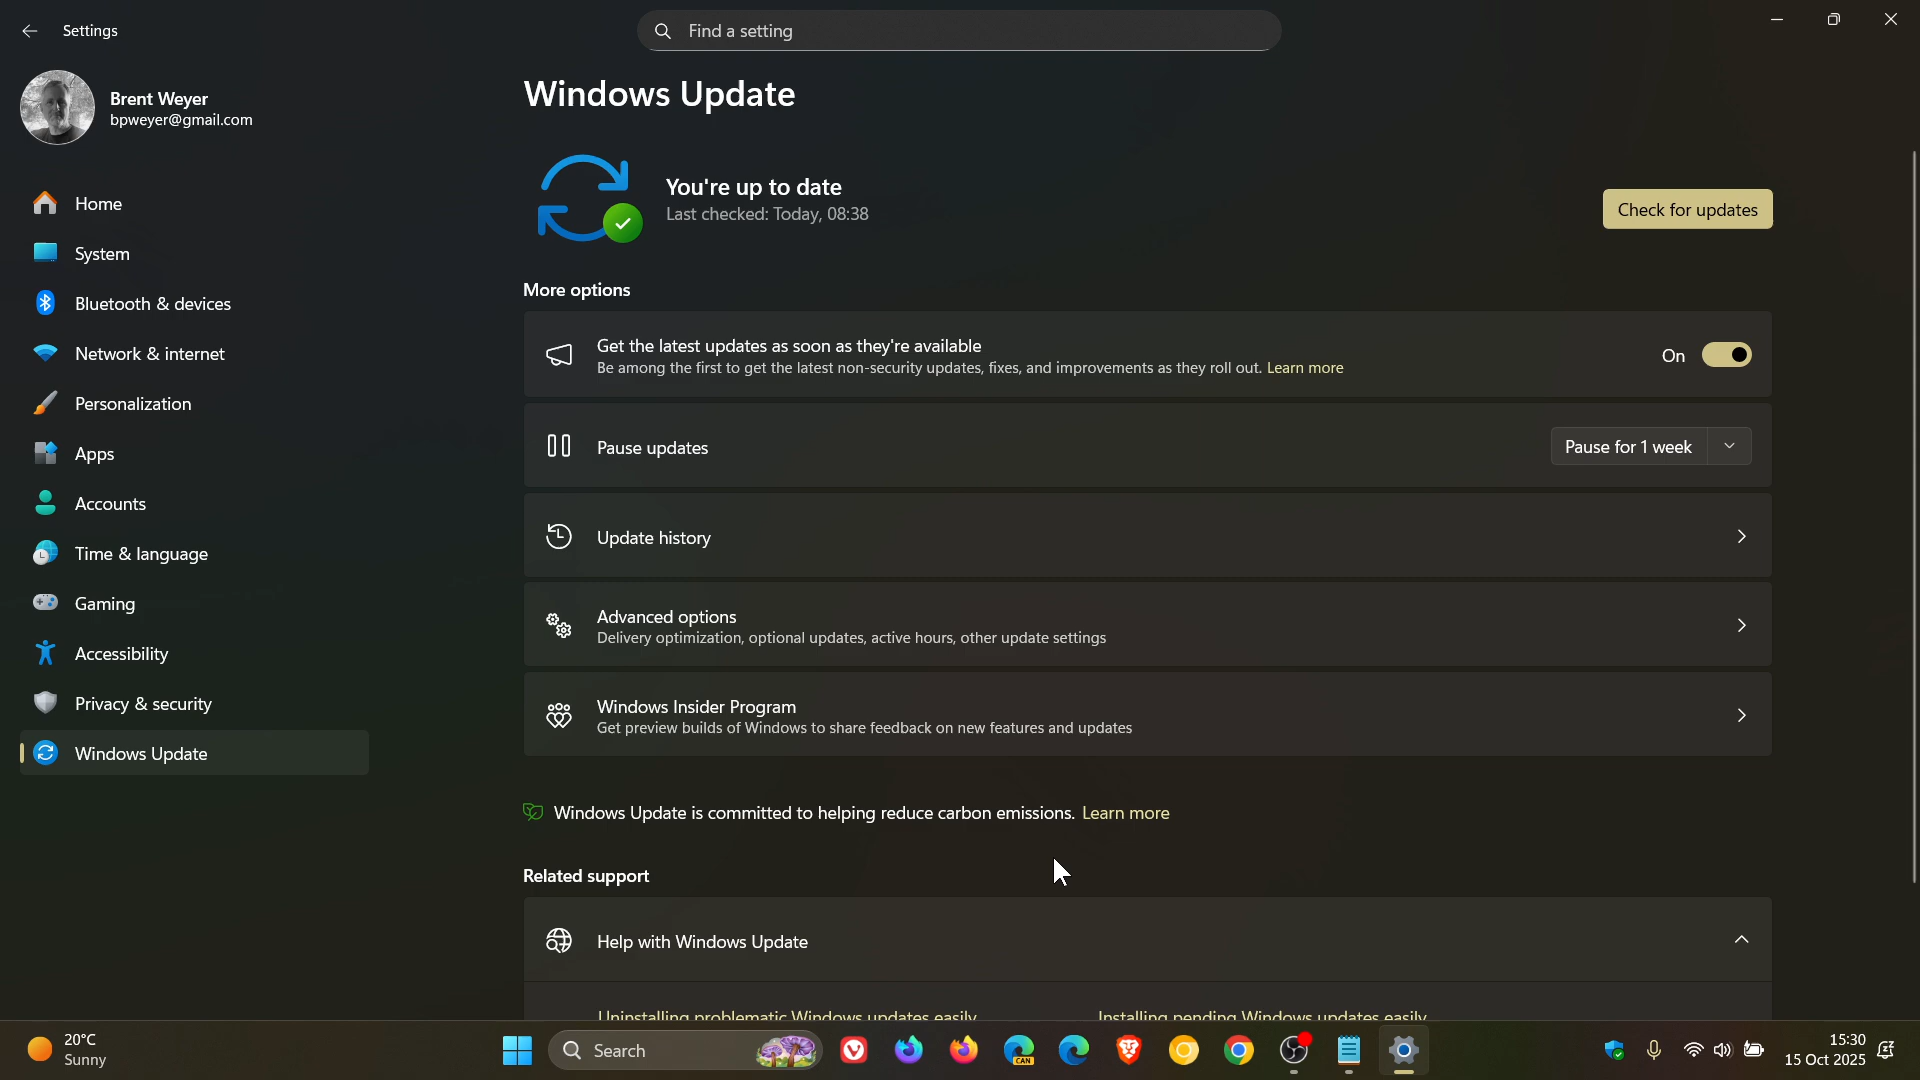 Settings
Find a setting
Brent Weyer
bpweyer@gmail.com
Home
System
Bluetooth & devices
Network & internet
Personalization
Apps
Accounts
Time & language
Gaming
Accessibility
Privacy & security
Windows Update
Windows Update
You're up to date
Last checked: Today, 08:38
Check for updates
More options
Get the latest updates as soon as they're available
Be among the first to get the latest non-security updates, fixes, and improvements as they roll out. Learn more
On
Pause updates
Pause for 1 week
Update history
Advanced options
Delivery optimization, optional updates, active hours, other update settings
Windows Insider Program
Get preview builds of Windows to share feedback on new features and updates
Windows Update is committed to helping reduce carbon emissions. Learn more
Related support
Help with Windows Update
Uninstalling problematic Windows updates easily
Installing pending Windows updates easily
20°C
Sunny
Search
CAN
15:30
15 Oct 2025